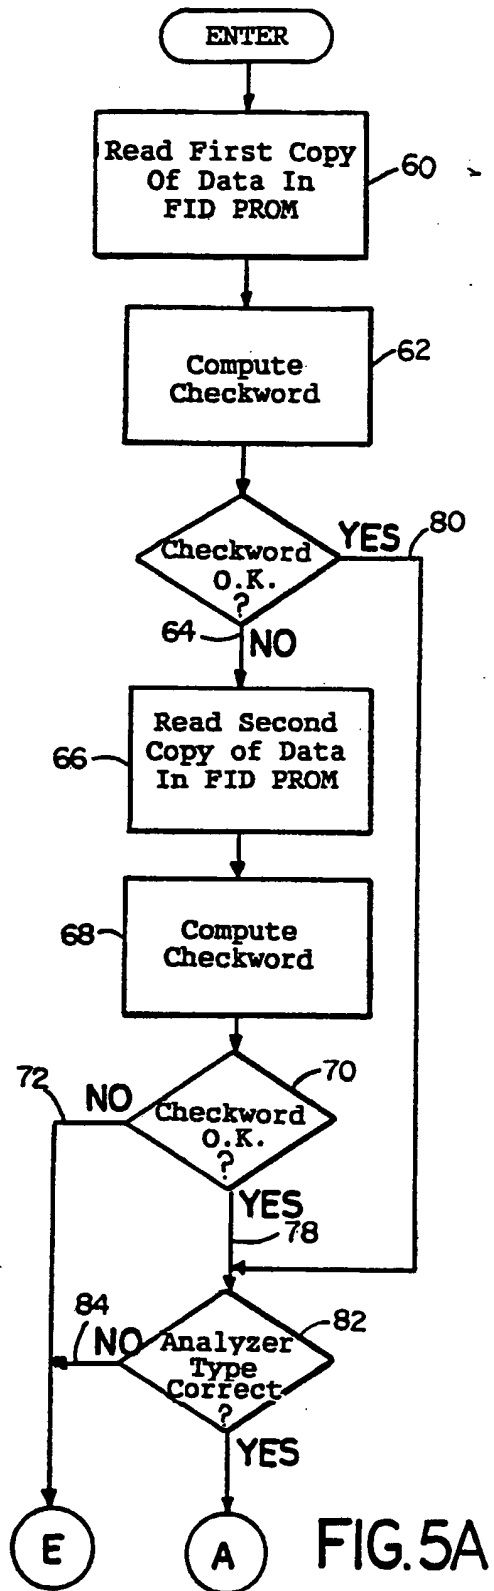 ENTER
Read First Copy
Of Data In
FID PROM
60
Compute
Checkword
62
Checkword
O.K.
?
YES
80
64
NO
Read Second
Copy of Data
In FID PROM
66
Compute
Checkword
68
70
72
NO
Checkword
O.K.
?
YES
78
84
NO
Analyzer
Type
Correct
?
82
YES
E
A
FIG.5A